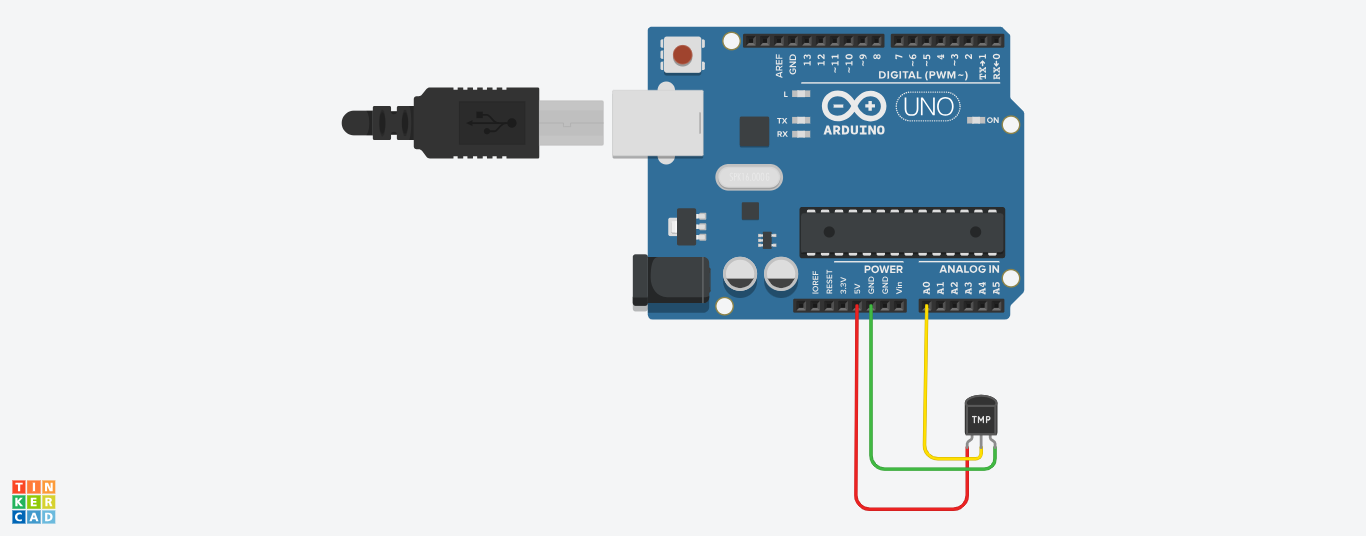 AREF
GND
13
12
~11
~10
~9
8
7
~6
~5
4
~3
2
TX→1
RX←0
DIGITAL (PWM~)
L
TX
RX
ARDUINO
UNO
ON
POWER
ANALOG IN
IOREF
RESET
3.3V
5V
GND
GND
Vin
A0
A1
A2
A3
A4
A5
TMP
TIN
KER
CAD